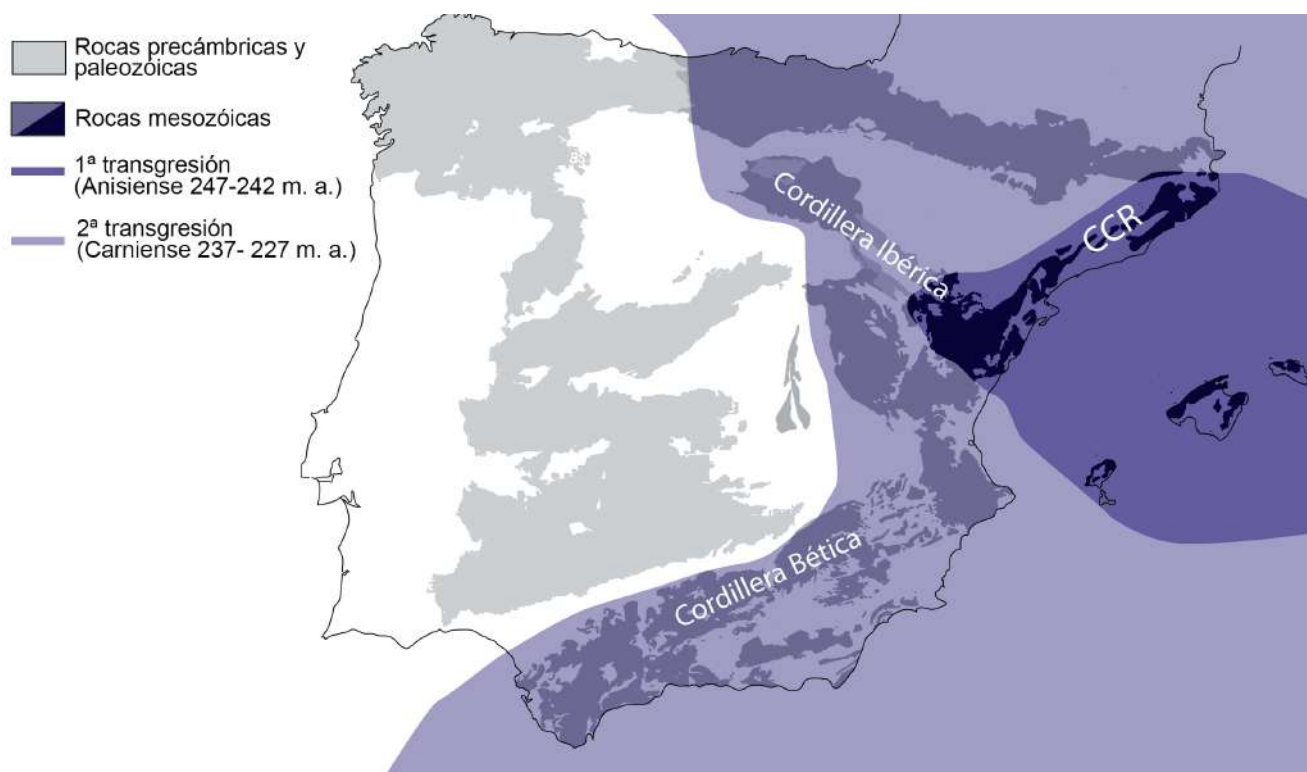 Rocas precámbricas y
paleozóicas
Rocas mesozóicas
1ª transgresión
(Anisiense 247-242 m. a.)
2ª transgresión
(Carniense 237- 227 m. a.)
Cordillera Ibérica
CCR
Cordillera Bética